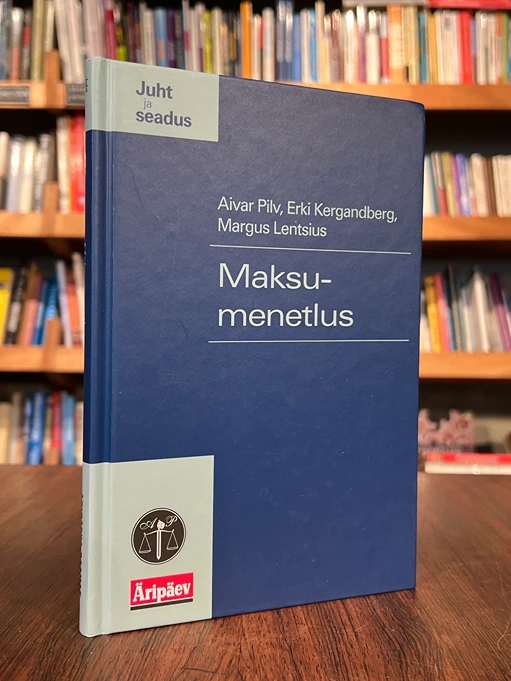 Juht
ja
seadus
Aivar Pilv, Erki Kergandberg,
Margus Lentsius
Maksu-
menetlus
A P
Äripäev